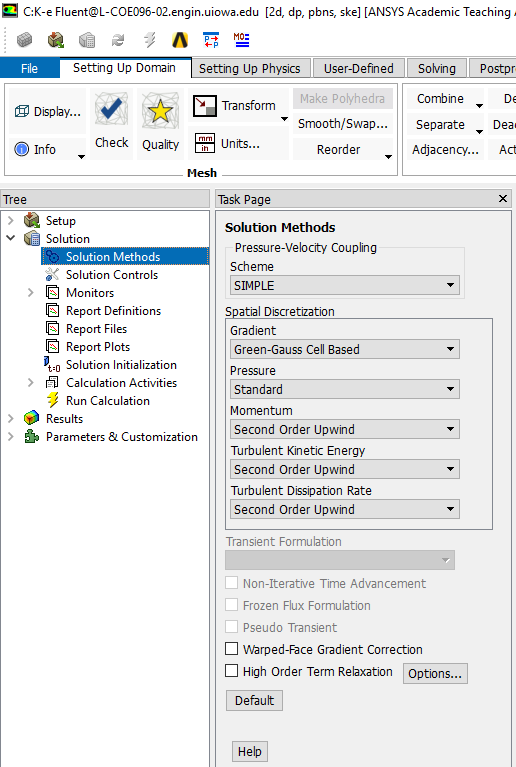 C:K-e Fluent@L-COE096-02.engin.uiowa.edu [2d, dp, pbns, ske] [ANSYS Academic Teaching A
File Setting Up Domain Setting Up Physics User-Defined Solving Postpro
Display...
Info
Check
Quality
Transform
Units...
Make Polyhedra
Smooth/Swap...
Reorder
Mesh
Combine
Separate
Adjacency...
De
Dead
Act
Tree
Setup
Solution
Solution Methods
Solution Controls
Monitors
Report Definitions
Report Files
Report Plots
Solution Initialization
Calculation Activities
Run Calculation
Results
Parameters & Customization
Task Page
Solution Methods
Pressure-Velocity Coupling
Scheme
SIMPLE
Spatial Discretization
Gradient
Green-Gauss Cell Based
Pressure
Standard
Momentum
Second Order Upwind
Turbulent Kinetic Energy
Second Order Upwind
Turbulent Dissipation Rate
Second Order Upwind
Transient Formulation
Non-Iterative Time Advancement
Frozen Flux Formulation
Pseudo Transient
Warped-Face Gradient Correction
High Order Term Relaxation Options...
Default
Help